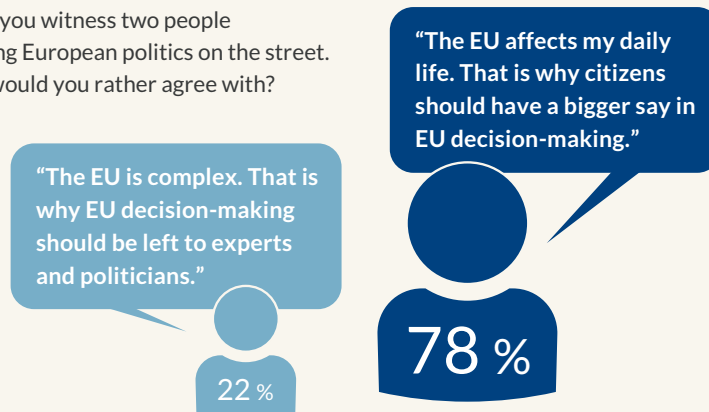 you witness two people
ng European politics on the street.
would you rather agree with?
“The EU is complex. That is
why EU decision-making
should be left to experts
and politicians.”
22 %
“The EU affects my daily
life. That is why citizens
should have a bigger say in
EU decision-making.”
78 %